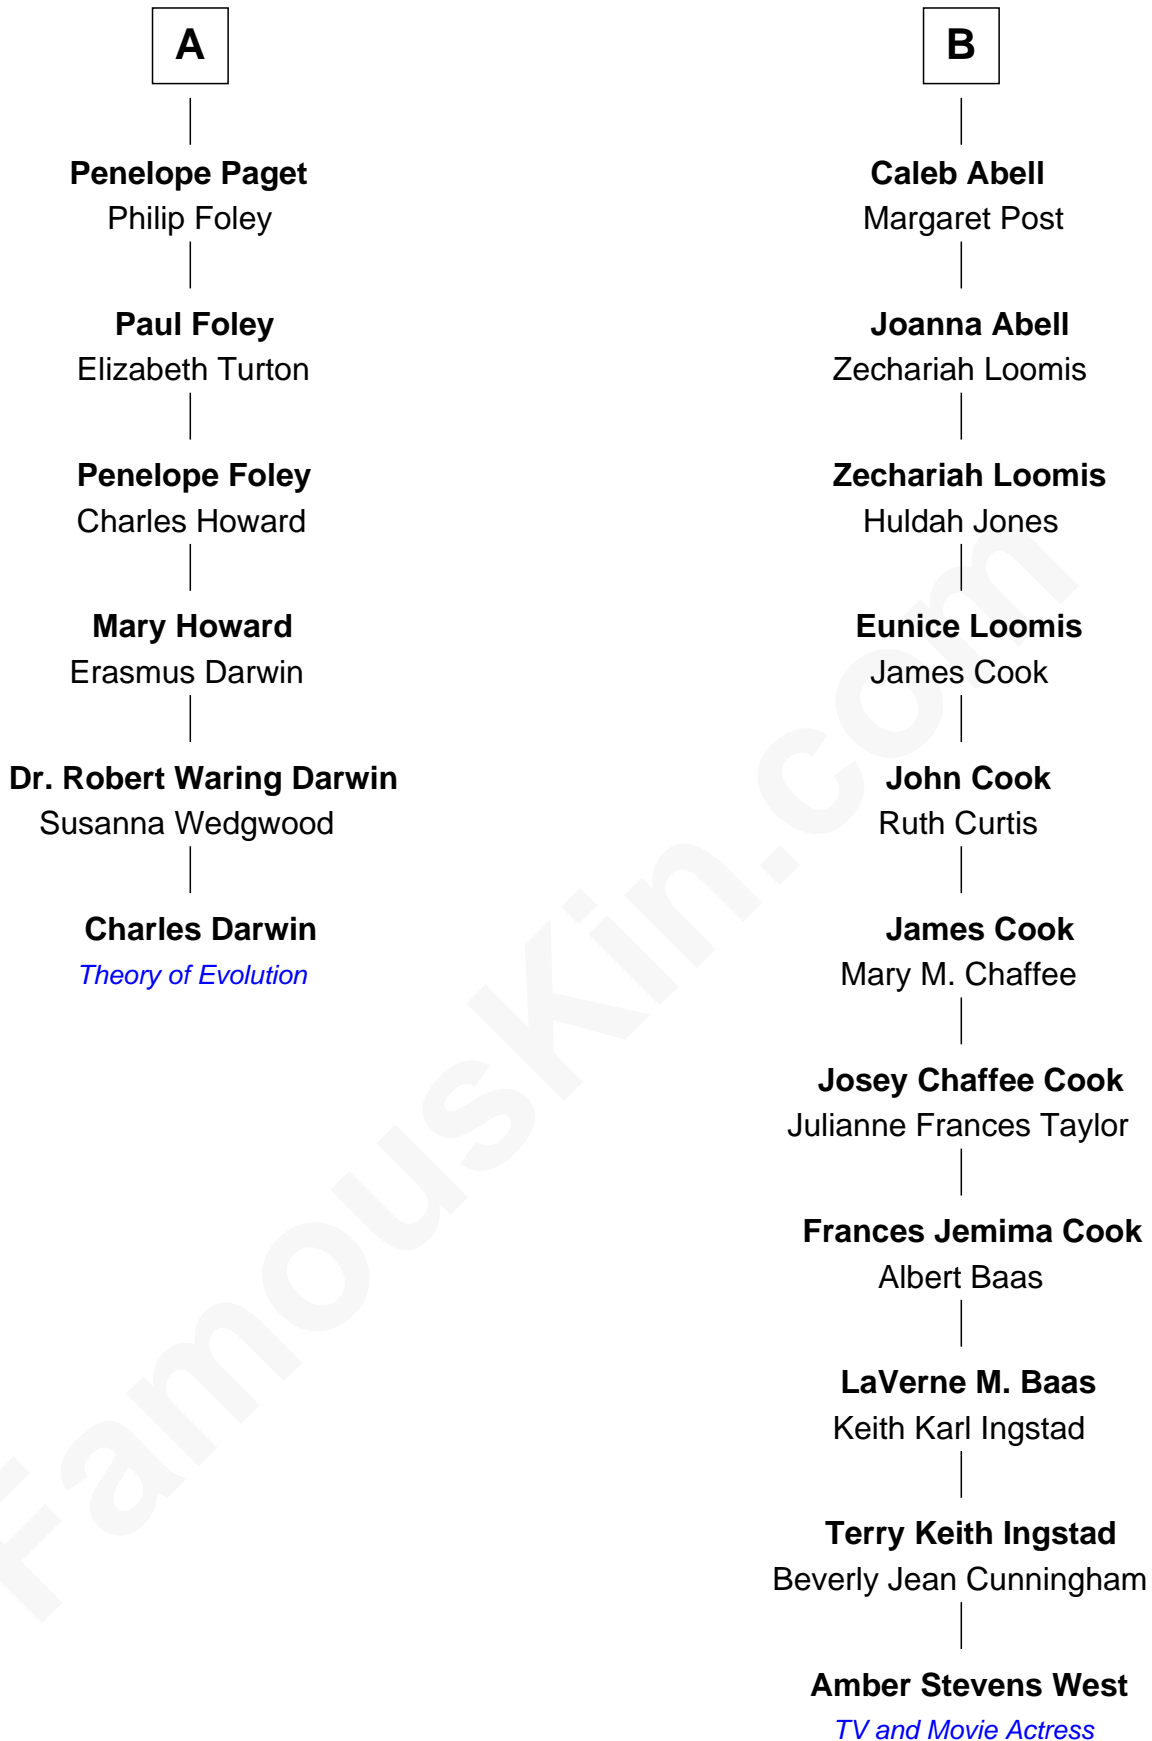 A
Penelope Paget
Philip Foley
Paul Foley
Elizabeth Turton
Penelope Foley
Charles Howard
Mary Howard
Erasmus Darwin
Dr. Robert Waring Darwin
Susanna Wedgwood
Charles Darwin
Theory of Evolution
B
Caleb Abell
Margaret Post
Joanna Abell
Zechariah Loomis
Zechariah Loomis
Huldah Jones
Eunice Loomis
James Cook
John Cook
Ruth Curtis
James Cook
Mary M. Chaffee
Josey Chaffee Cook
Julianne Frances Taylor
Frances Jemima Cook
Albert Baas
LaVerne M. Baas
Keith Karl Ingstad
Terry Keith Ingstad
Beverly Jean Cunningham
Amber Stevens West
TV and Movie Actress
FamousKin.com